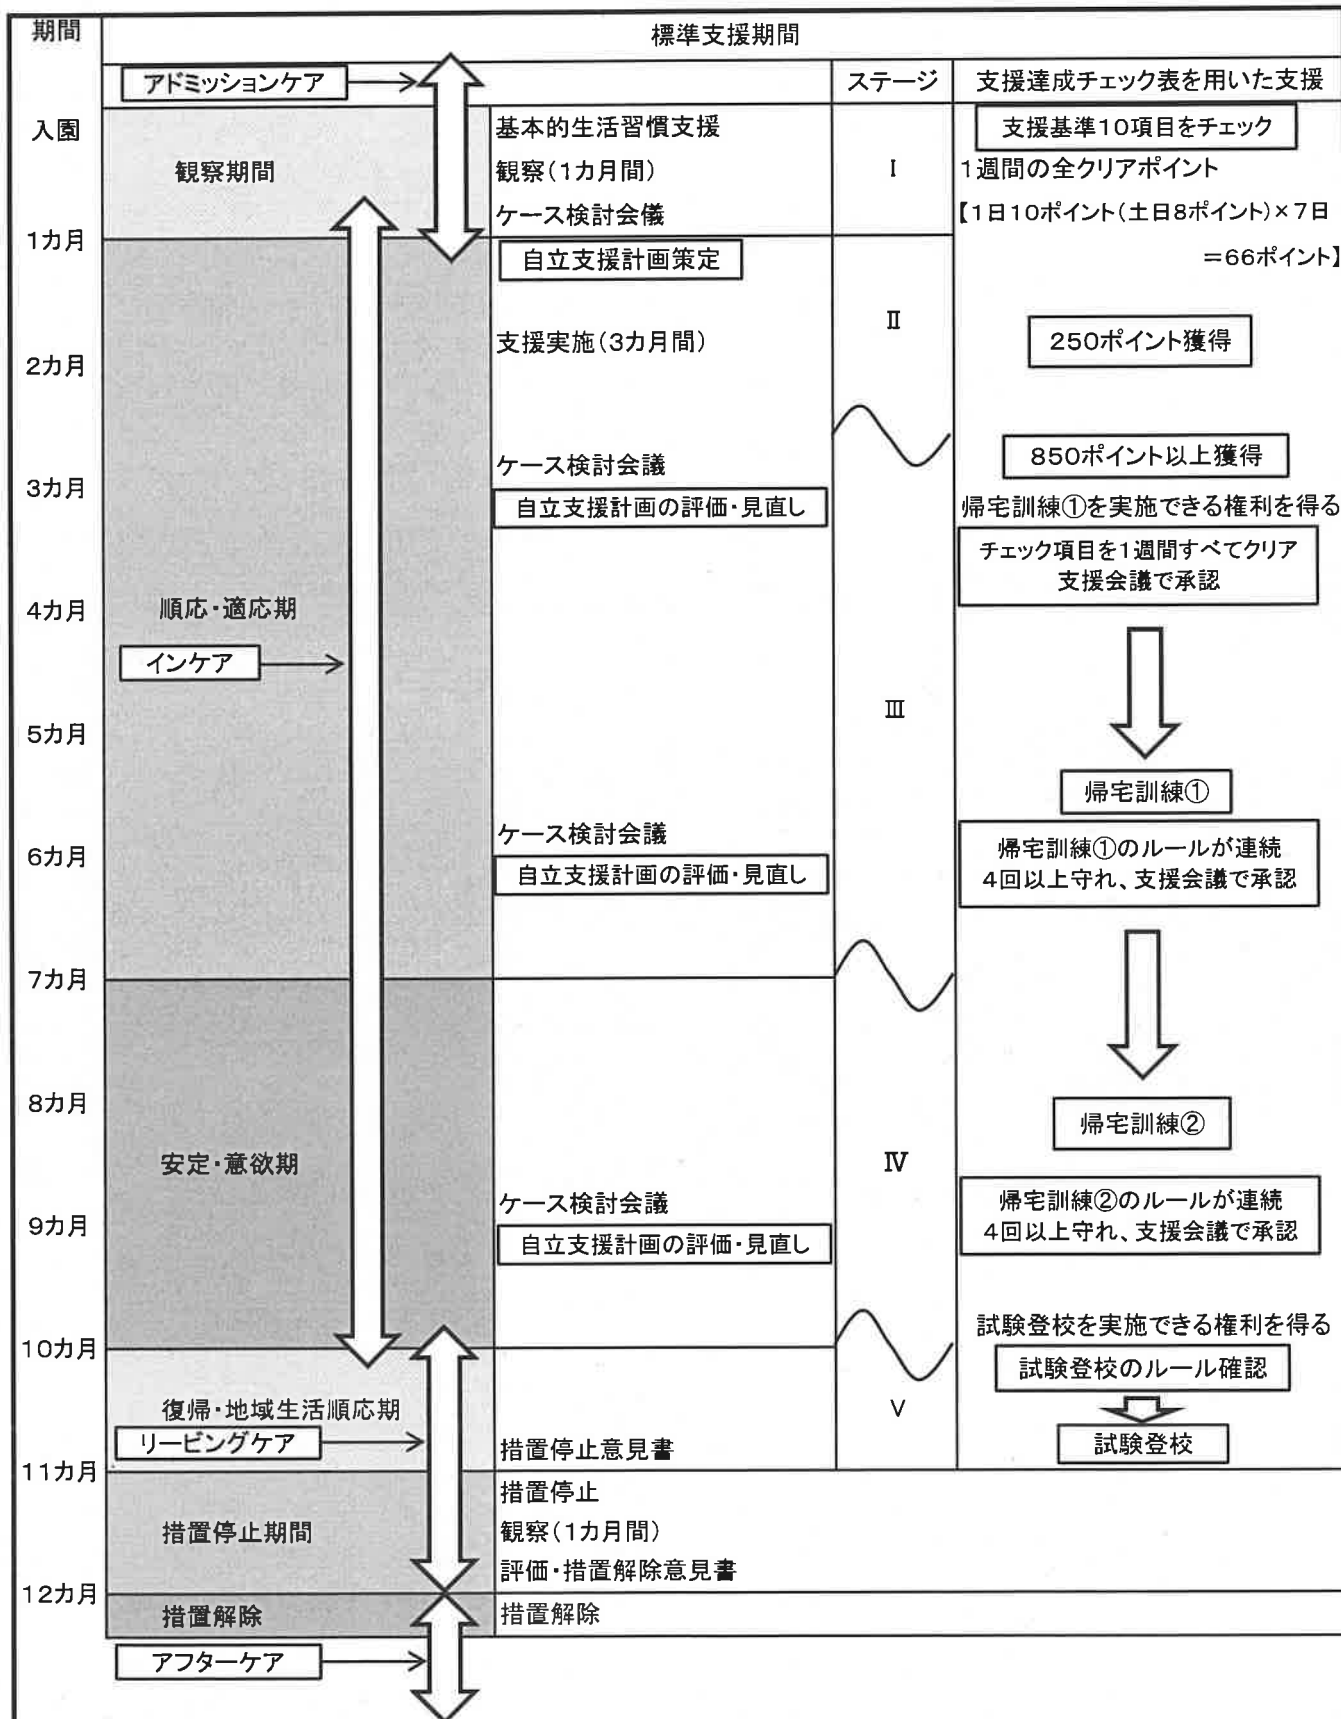 期間
標準支援期間
アドミッションケア
ステージ
支援達成チェック表を用いた支援
入園
観察期間
基本的生活習慣支援
観察(1カ月間)
ケース検討会儀
Ⅰ
支援基準10項目をチェック
1週間の全クリアポイント
【1日10ポイント(土日8ポイント)×7日
=66ポイント】
1カ月
自立支援計画策定
支援実施(3カ月間)
Ⅱ
250ポイント獲得
2カ月
850ポイント以上獲得
ケース検討会議
3カ月
自立支援計画の評価・見直し
帰宅訓練①を実施できる権利を得る
チェック項目を1週間すべてクリア
支援会議で承認
4カ月
順応・適応期
インケア
Ⅲ
5カ月
帰宅訓練①
ケース検討会議
6カ月
自立支援計画の評価・見直し
帰宅訓練①のルールが連続
4回以上守れ、支援会議で承認
7カ月
8カ月
帰宅訓練②
安定・意欲期
Ⅳ
ケース検討会議
9カ月
自立支援計画の評価・見直し
帰宅訓練②のルールが連続
4回以上守れ、支援会議で承認
試験登校を実施できる権利を得る
10カ月
試験登校のルール確認
復帰・地域生活順応期
Ⅴ
リービングケア
措置停止意見書
試験登校
11カ月
措置停止期間
措置停止
観察(1カ月間)
評価・措置解除意見書
12カ月
措置解除
措置解除
アフターケア